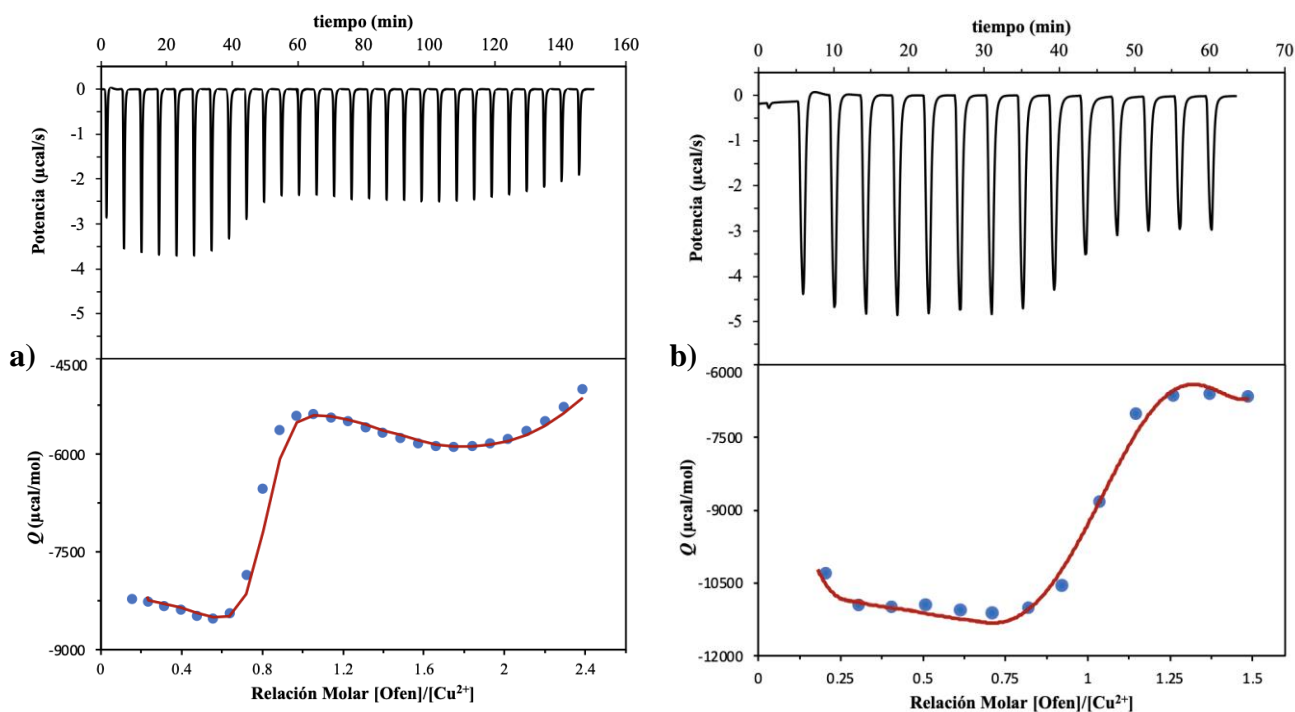 tiempo (min)
0 20 40 60 80 100 120 140 160
0
-1
-2
-3
-4
-5
Potencia (µcal/s)
a)
-4500
-6000
-7500
-9000
Q (µcal/mol)
0 0.4 0.8 1.2 1.6 2 2.4
Relación Molar [Ofen]/[Cu²⁺]
tiempo (min)
0 10 20 30 40 50 60 70
0
-1
-2
-3
-4
-5
Potencia (µcal/s)
b)
-6000
-7500
-9000
-10500
-12000
Q (µcal/mol)
0 0.25 0.5 0.75 1 1.25 1.5
Relación Molar [Ofen]/[Cu²⁺]